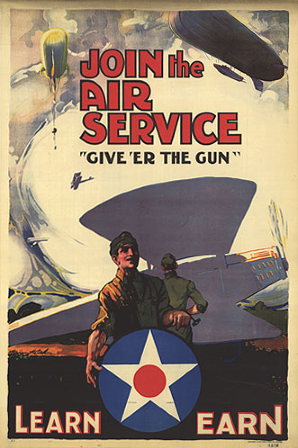 JOIN the
AIR
SERVICE
"GIVE 'ER THE GUN"
LEARN EARN